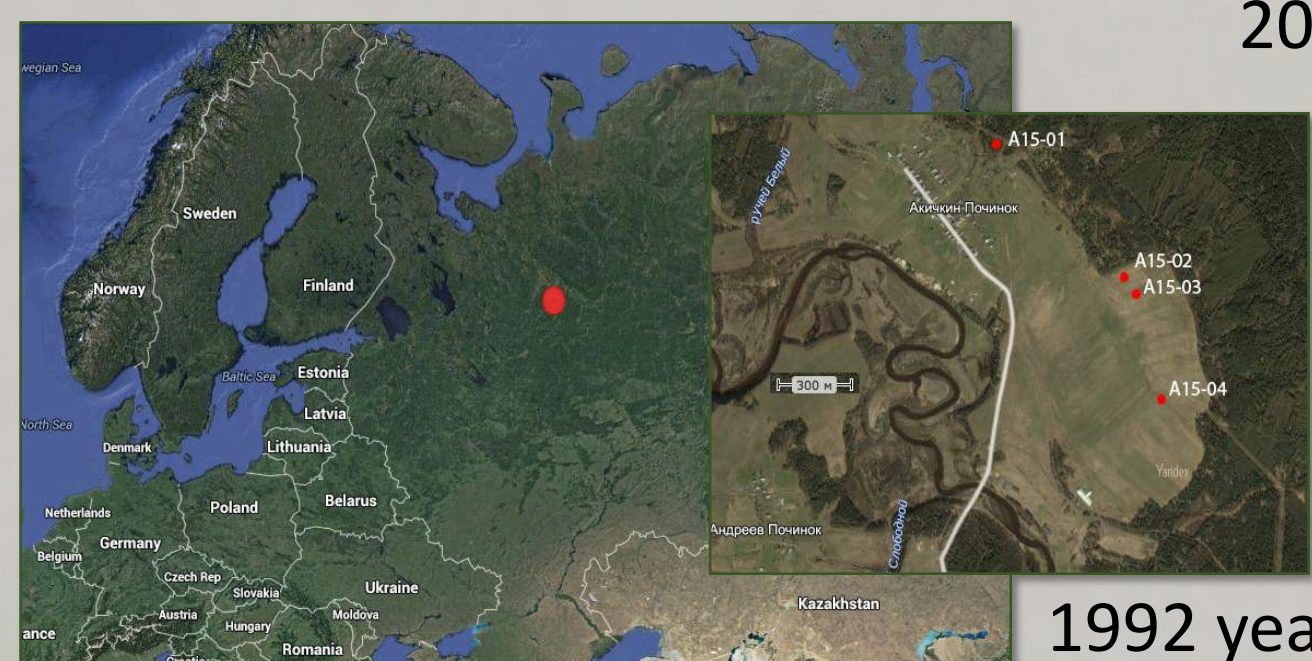 20
wegian Sea
A15-01
ручей Белый
Sweden
Акичкин Починок
Norway
Finland
A15-02
A15-03
Baltic Sea
Estonia
300 м
A15-04
Latvia
North Sea
Denmark
Lithuania
Yandex
Netherlands
Poland
Belarus
Андреев Починок
Слободной
Germany
Belgium
Czech Rep
Slovakia
Ukraine
Austria
Moldova
Kazakhstan
ance
Hungary
Romania
1992 yea